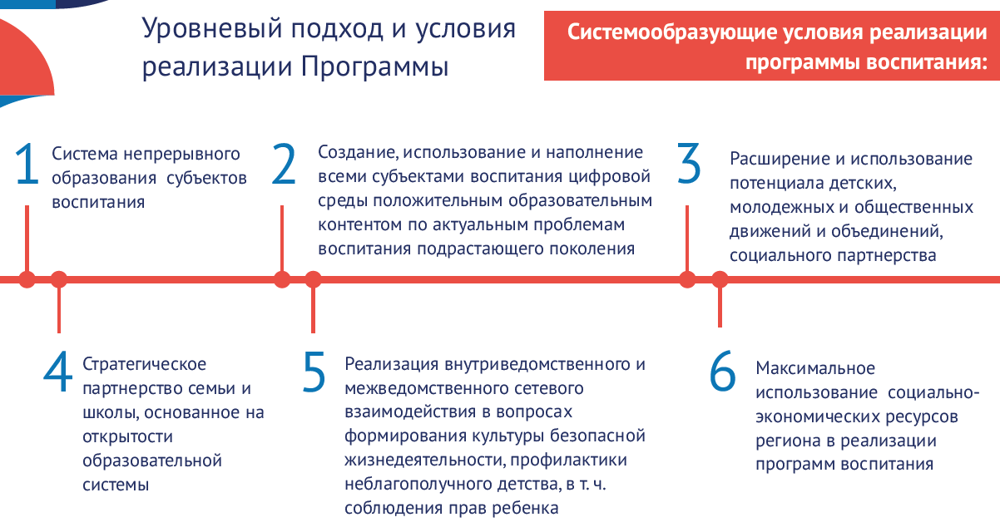 Уровневый подход и условия
реализации Программы
Системообразующие условия реализации
программы воспитания:
1
Система непрерывного
образования субъектов
воспитания
2
Создание, использование и наполнение
всеми субъектами воспитания цифровой
среды положительным образовательным
контентом по актуальным проблемам
воспитания подрастающего поколения
3
Расширение и использование
потенциала детских,
молодежных и общественных
движений и объединений,
социального партнерства
4
Стратегическое
партнерство семьи и
школы, основанное на
открытости
образовательной
системы
5
Реализация внутриведомственного и
межведомственного сетевого
взаимодействия в вопросах
формирования культуры безопасной
жизнедеятельности, профилактики
неблагополучного детства, в т. ч.
соблюдения прав ребенка
6
Максимальное
использование социально-
экономических ресурсов
региона в реализации
программ воспитания